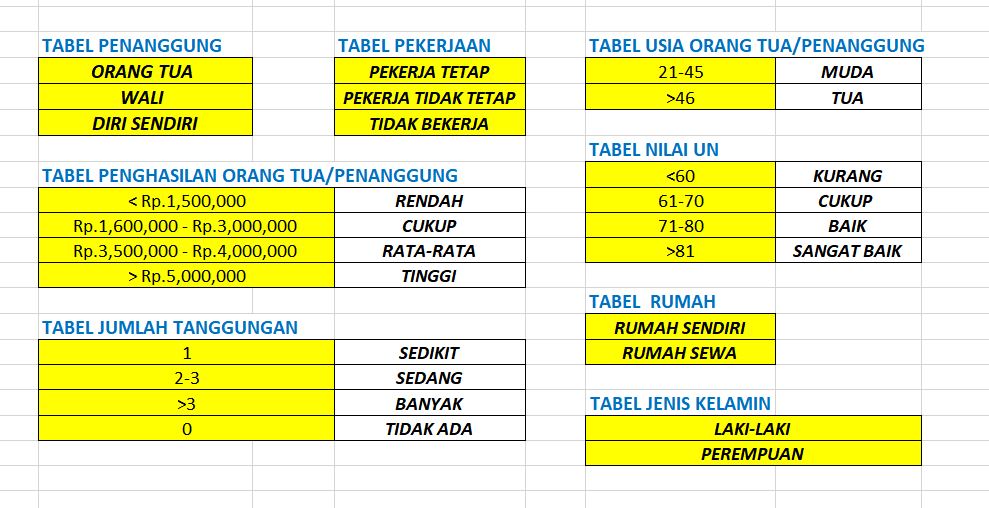 TABEL PENANGGUNG
ORANG TUA
WALI
DIRI SENDIRI
TABEL PEKERJAAN
PEKERJA TETAP
PEKERJA TIDAK TETAP
TIDAK BEKERJA
TABEL PENGHASILAN ORANG TUA/PENANGGUNG
< Rp.1,500,000 RENDAH
Rp.1,600,000 - Rp.3,000,000 CUKUP
Rp.3,500,000 - Rp.4,000,000 RATA-RATA
> Rp.5,000,000 TINGGI
TABEL JUMLAH TANGGUNGAN
1 SEDIKIT
2-3 SEDANG
>3 BANYAK
0 TIDAK ADA
TABEL USIA ORANG TUA/PENANGGUNG
21-45 MUDA
>46 TUA
TABEL NILAI UN
<60 KURANG
61-70 CUKUP
71-80 BAIK
>81 SANGAT BAIK
TABEL  RUMAH
RUMAH SENDIRI
RUMAH SEWA
TABEL JENIS KELAMIN
LAKI-LAKI
PEREMPUAN